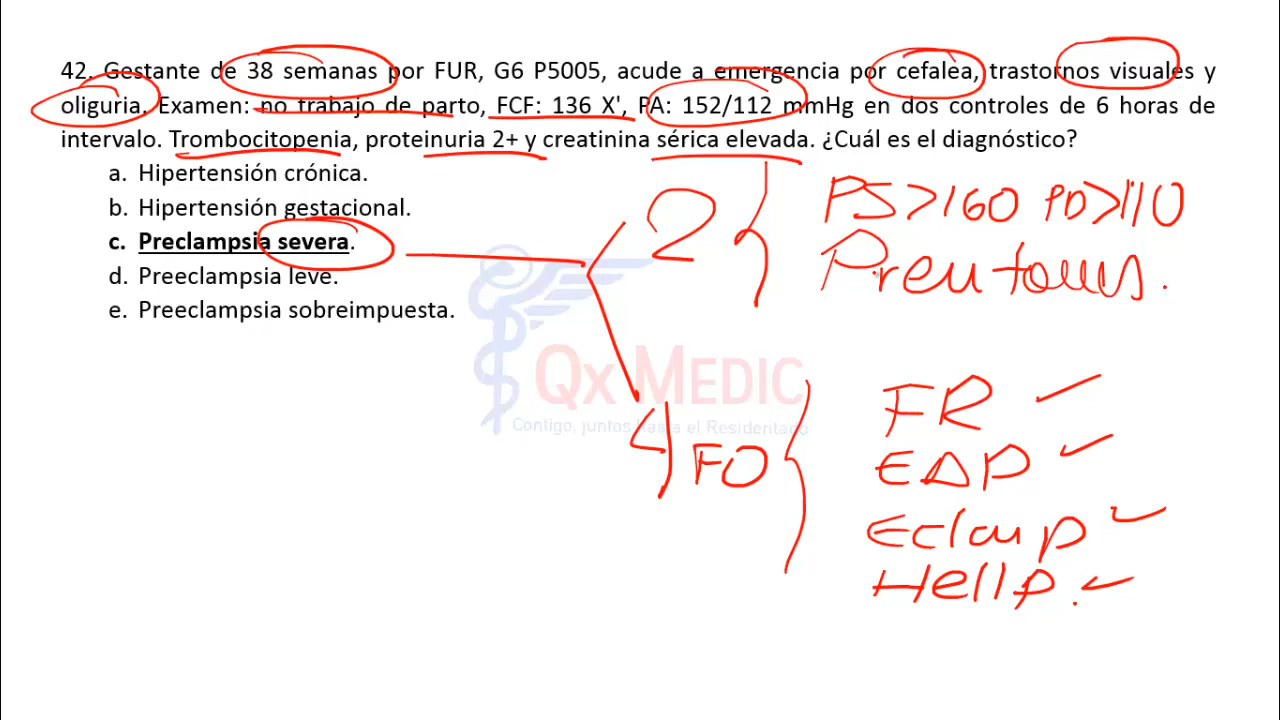 42. Gestante de 38 semanas por FUR, G6 P5005, acude a emergencia por cefalea, trastornos visuales y
oliguria. Examen: no trabajo de parto, FCF: 136 X', PA: 152/112 mmHg en dos controles de 6 horas de
intervalo. Trombocitopenia, proteinuria 2+ y creatinina sérica elevada. ¿Cuál es el diagnóstico?
a. Hipertensión crónica.
b. Hipertensión gestacional.
c. Preclampsia severa.
d. Preeclampsia leve.
e. Preeclampsia sobreimpuesta.
2
PS>160 PD>110
QX MEDIC
Contigo, juntos hasta el Residentado
4 FO
FR
EAP
Eclamp
Hellp.